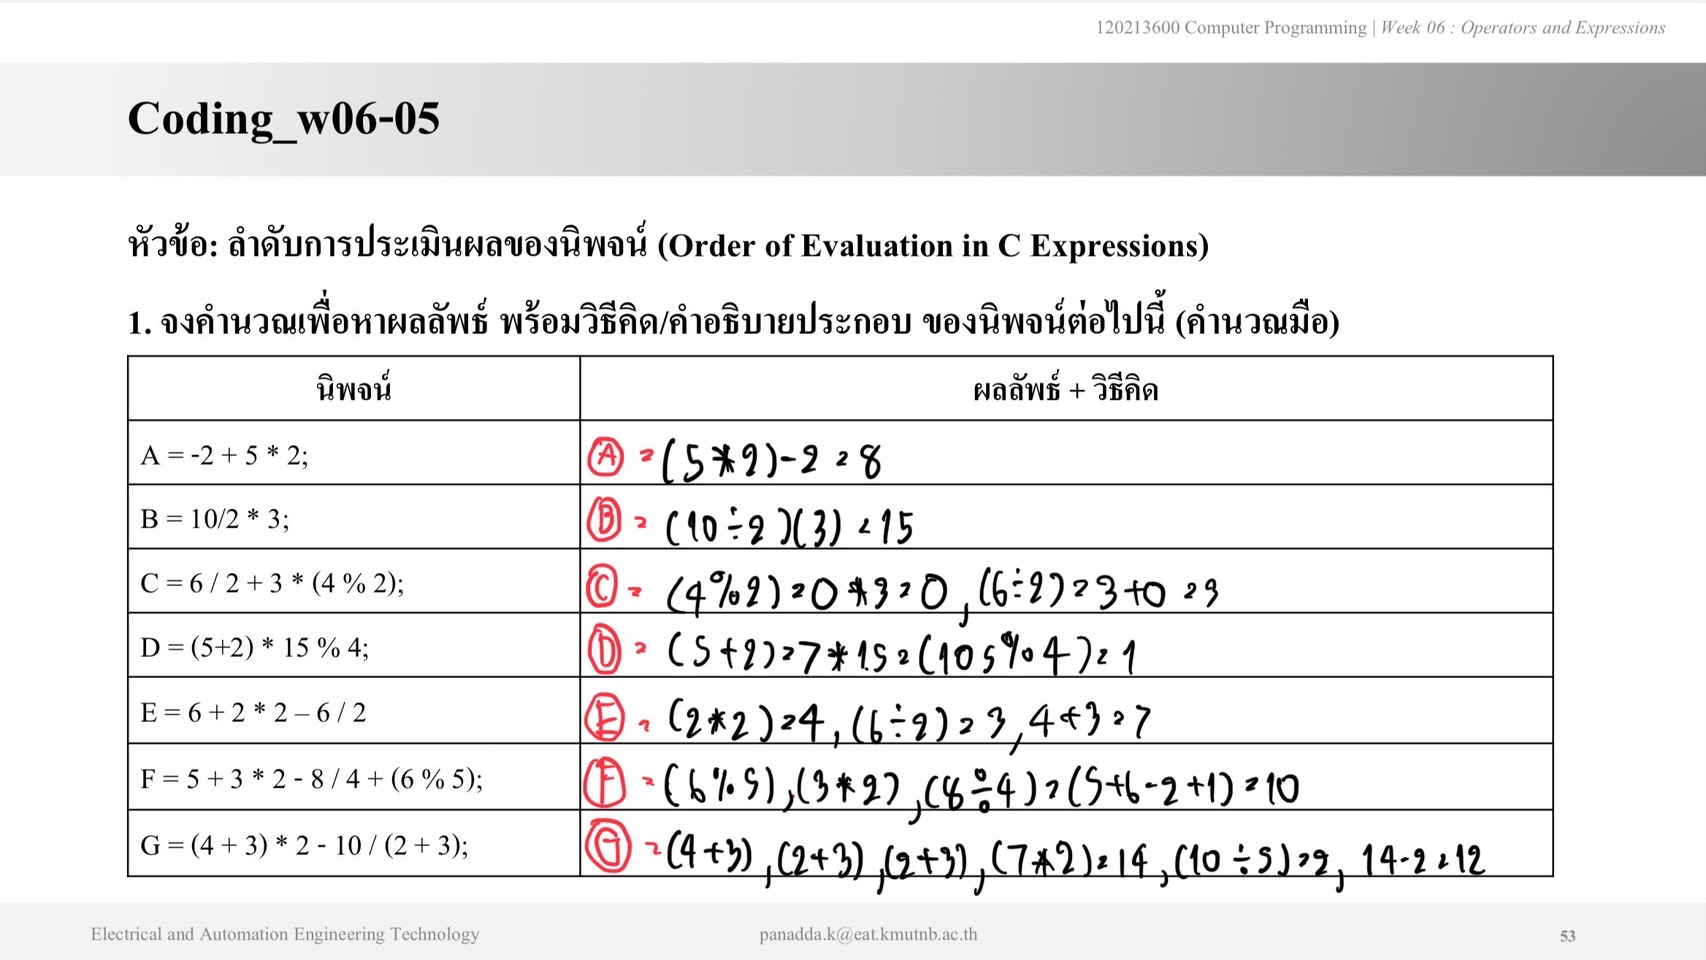 120213600 Computer Programming | Week 06 : Operators and Expressions
Coding_w06-05
หัวข้อ: ลำดับการประเมินผลของนิพจน์ (Order of Evaluation in C Expressions)
1. จงคำนวณเพื่อหาผลลัพธ์ พร้อมวิธีคิด/คำอธิบายประกอบ ของนิพจน์ต่อไปนี้ (คำนวณมือ)
นิพจน์ ผลลัพธ์ + วิธีคิด
A = -2 + 5 * 2; A = (5*2)-2 = 8
B = 10/2 * 3; B = (10÷2)(3) = 15
C = 6 / 2 + 3 * (4 % 2); C = (4%2)=0*3=0, (6÷2)=3+0=3
D = (5+2) * 15 % 4; D = (5+2)=7*15=(105%4)=1
E = 6 + 2 * 2 – 6 / 2 E = (2*2)=4, (6÷2)=3, 4+3=7
F = 5 + 3 * 2 - 8 / 4 + (6 % 5); F = (6%5),(3*2),(8÷4)=(5+6-2+1)=10
G = (4 + 3) * 2 - 10 / (2 + 3); G = (4+3),(2+3),(2+3),(7*2)=14,(10÷5)=2, 14-2=12
Electrical and Automation Engineering Technology panadda.k@eat.kmutnb.ac.th 53